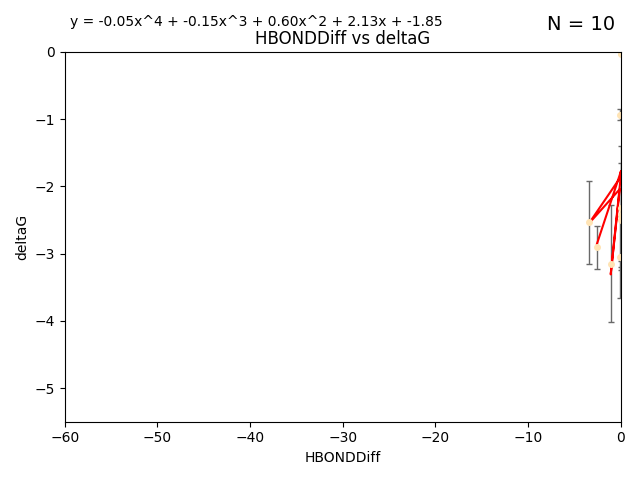 y = -0.05x^4 + -0.15x^3 + 0.60x^2 + 2.13x + -1.85
N = 10
HBONDDiff vs deltaG
0
−1
−2
−3
−4
−5
deltaG
−60 −50 −40 −30 −20 −10 0
HBONDDiff